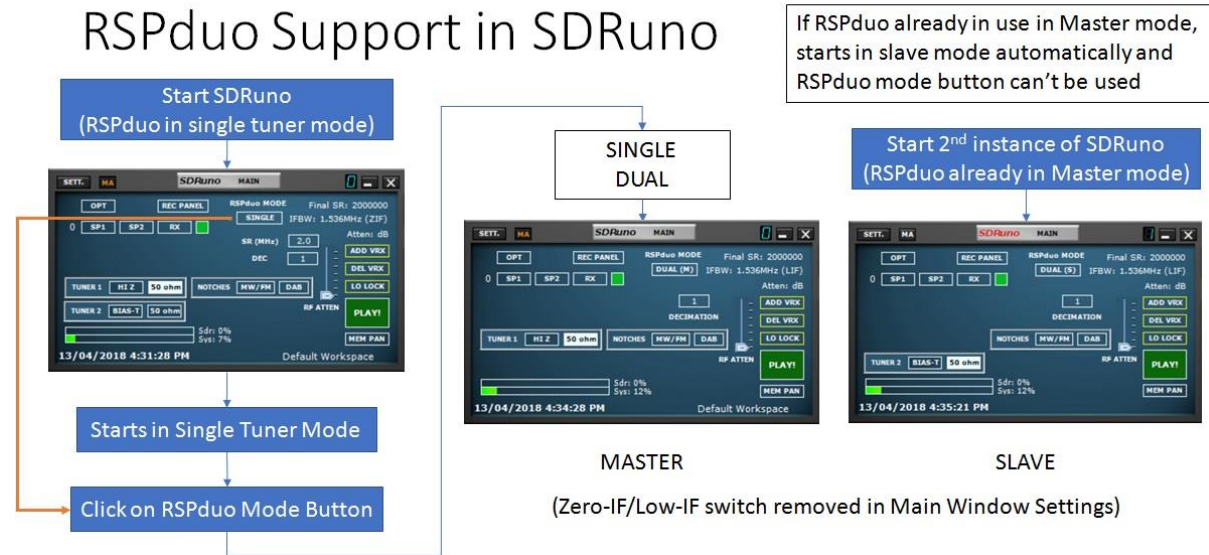 RSPduo Support in SDRuno
If RSPduo already in use in Master mode,
starts in slave mode automatically and
RSPduo mode button can't be used
Start SDRuno
(RSPduo in single tuner mode)
SETT. MA SDRuno MAIN 0
OPT REC PANEL RSPduo MODE Final SR: 2000000
0 SP1 SP2 RX SINGLE IFBW: 1.536MHz (ZIF)
Atten: dB
SR (MHz) 2.0 ADD VRX
DEC 1 DEL VRX
TUNER 1 HI Z 50 ohm NOTCHES MW/FM DAB LO LOCK
TUNER 2 BIAS-T 50 ohm RF ATTEN PLAY!
Sdr: 0%
Sys: 7% MEM PAN
13/04/2018 4:31:28 PM Default Workspace
Starts in Single Tuner Mode
Click on RSPduo Mode Button
SINGLE
DUAL
SETT. MA SDRuno MAIN 0
OPT REC PANEL RSPduo MODE Final SR: 2000000
0 SP1 SP2 RX DUAL (M) IFBW: 1.536MHz (LIF)
Atten: dB
1 ADD VRX
DECIMATION DEL VRX
TUNER 1 HI Z 50 ohm NOTCHES MW/FM DAB LO LOCK
RF ATTEN PLAY!
Sdr: 0%
Sys: 12% MEM PAN
13/04/2018 4:34:28 PM Default Workspace
MASTER
Start 2nd instance of SDRuno
(RSPduo already in Master mode)
SETT. MA SDRuno MAIN 1
OPT REC PANEL RSPduo MODE Final SR: 2000000
0 SP1 SP2 RX DUAL (S) IFBW: 1.536MHz (LIF)
Atten: dB
1 ADD VRX
DECIMATION DEL VRX
NOTCHES MW/FM DAB LO LOCK
TUNER 2 BIAS-T 50 ohm RF ATTEN PLAY!
Sdr: 0%
Sys: 12% MEM PAN
13/04/2018 4:35:21 PM
SLAVE
(Zero-IF/Low-IF switch removed in Main Window Settings)